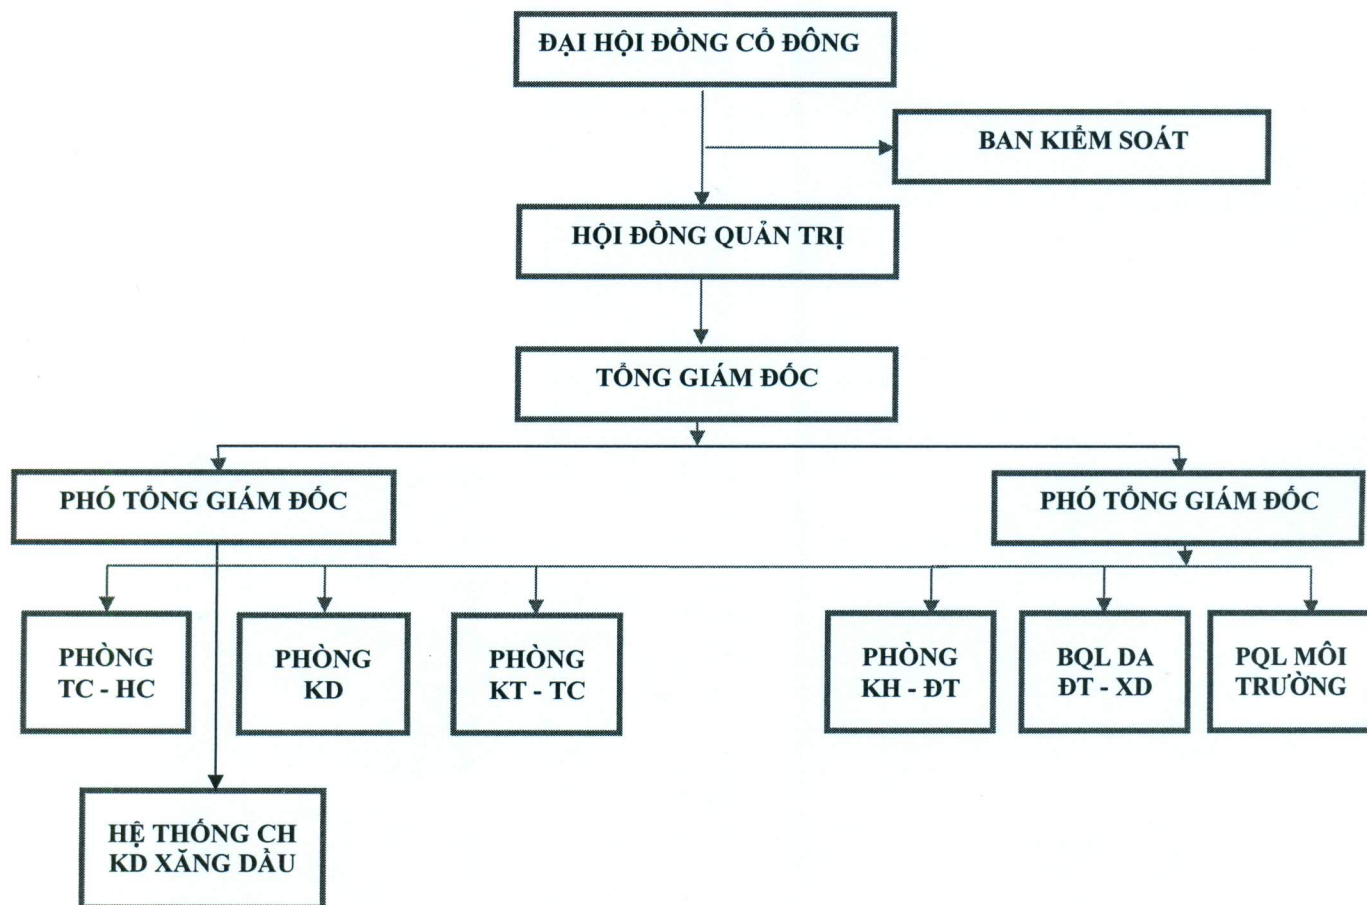 ĐẠI HỘI ĐỒNG CỔ ĐÔNG
BAN KIỂM SOÁT
HỘI ĐỒNG QUẢN TRỊ
TỔNG GIÁM ĐỐC
PHÓ TỔNG GIÁM ĐỐC
PHÓ TỔNG GIÁM ĐỐC
PHÒNG
TC - HC
PHÒNG
KD
PHÒNG
KT - TC
PHÒNG
KH - ĐT
BQL DA
ĐT - XD
PQL MÔI
TRƯỜNG
HỆ THỐNG CH
KD XĂNG DẦU